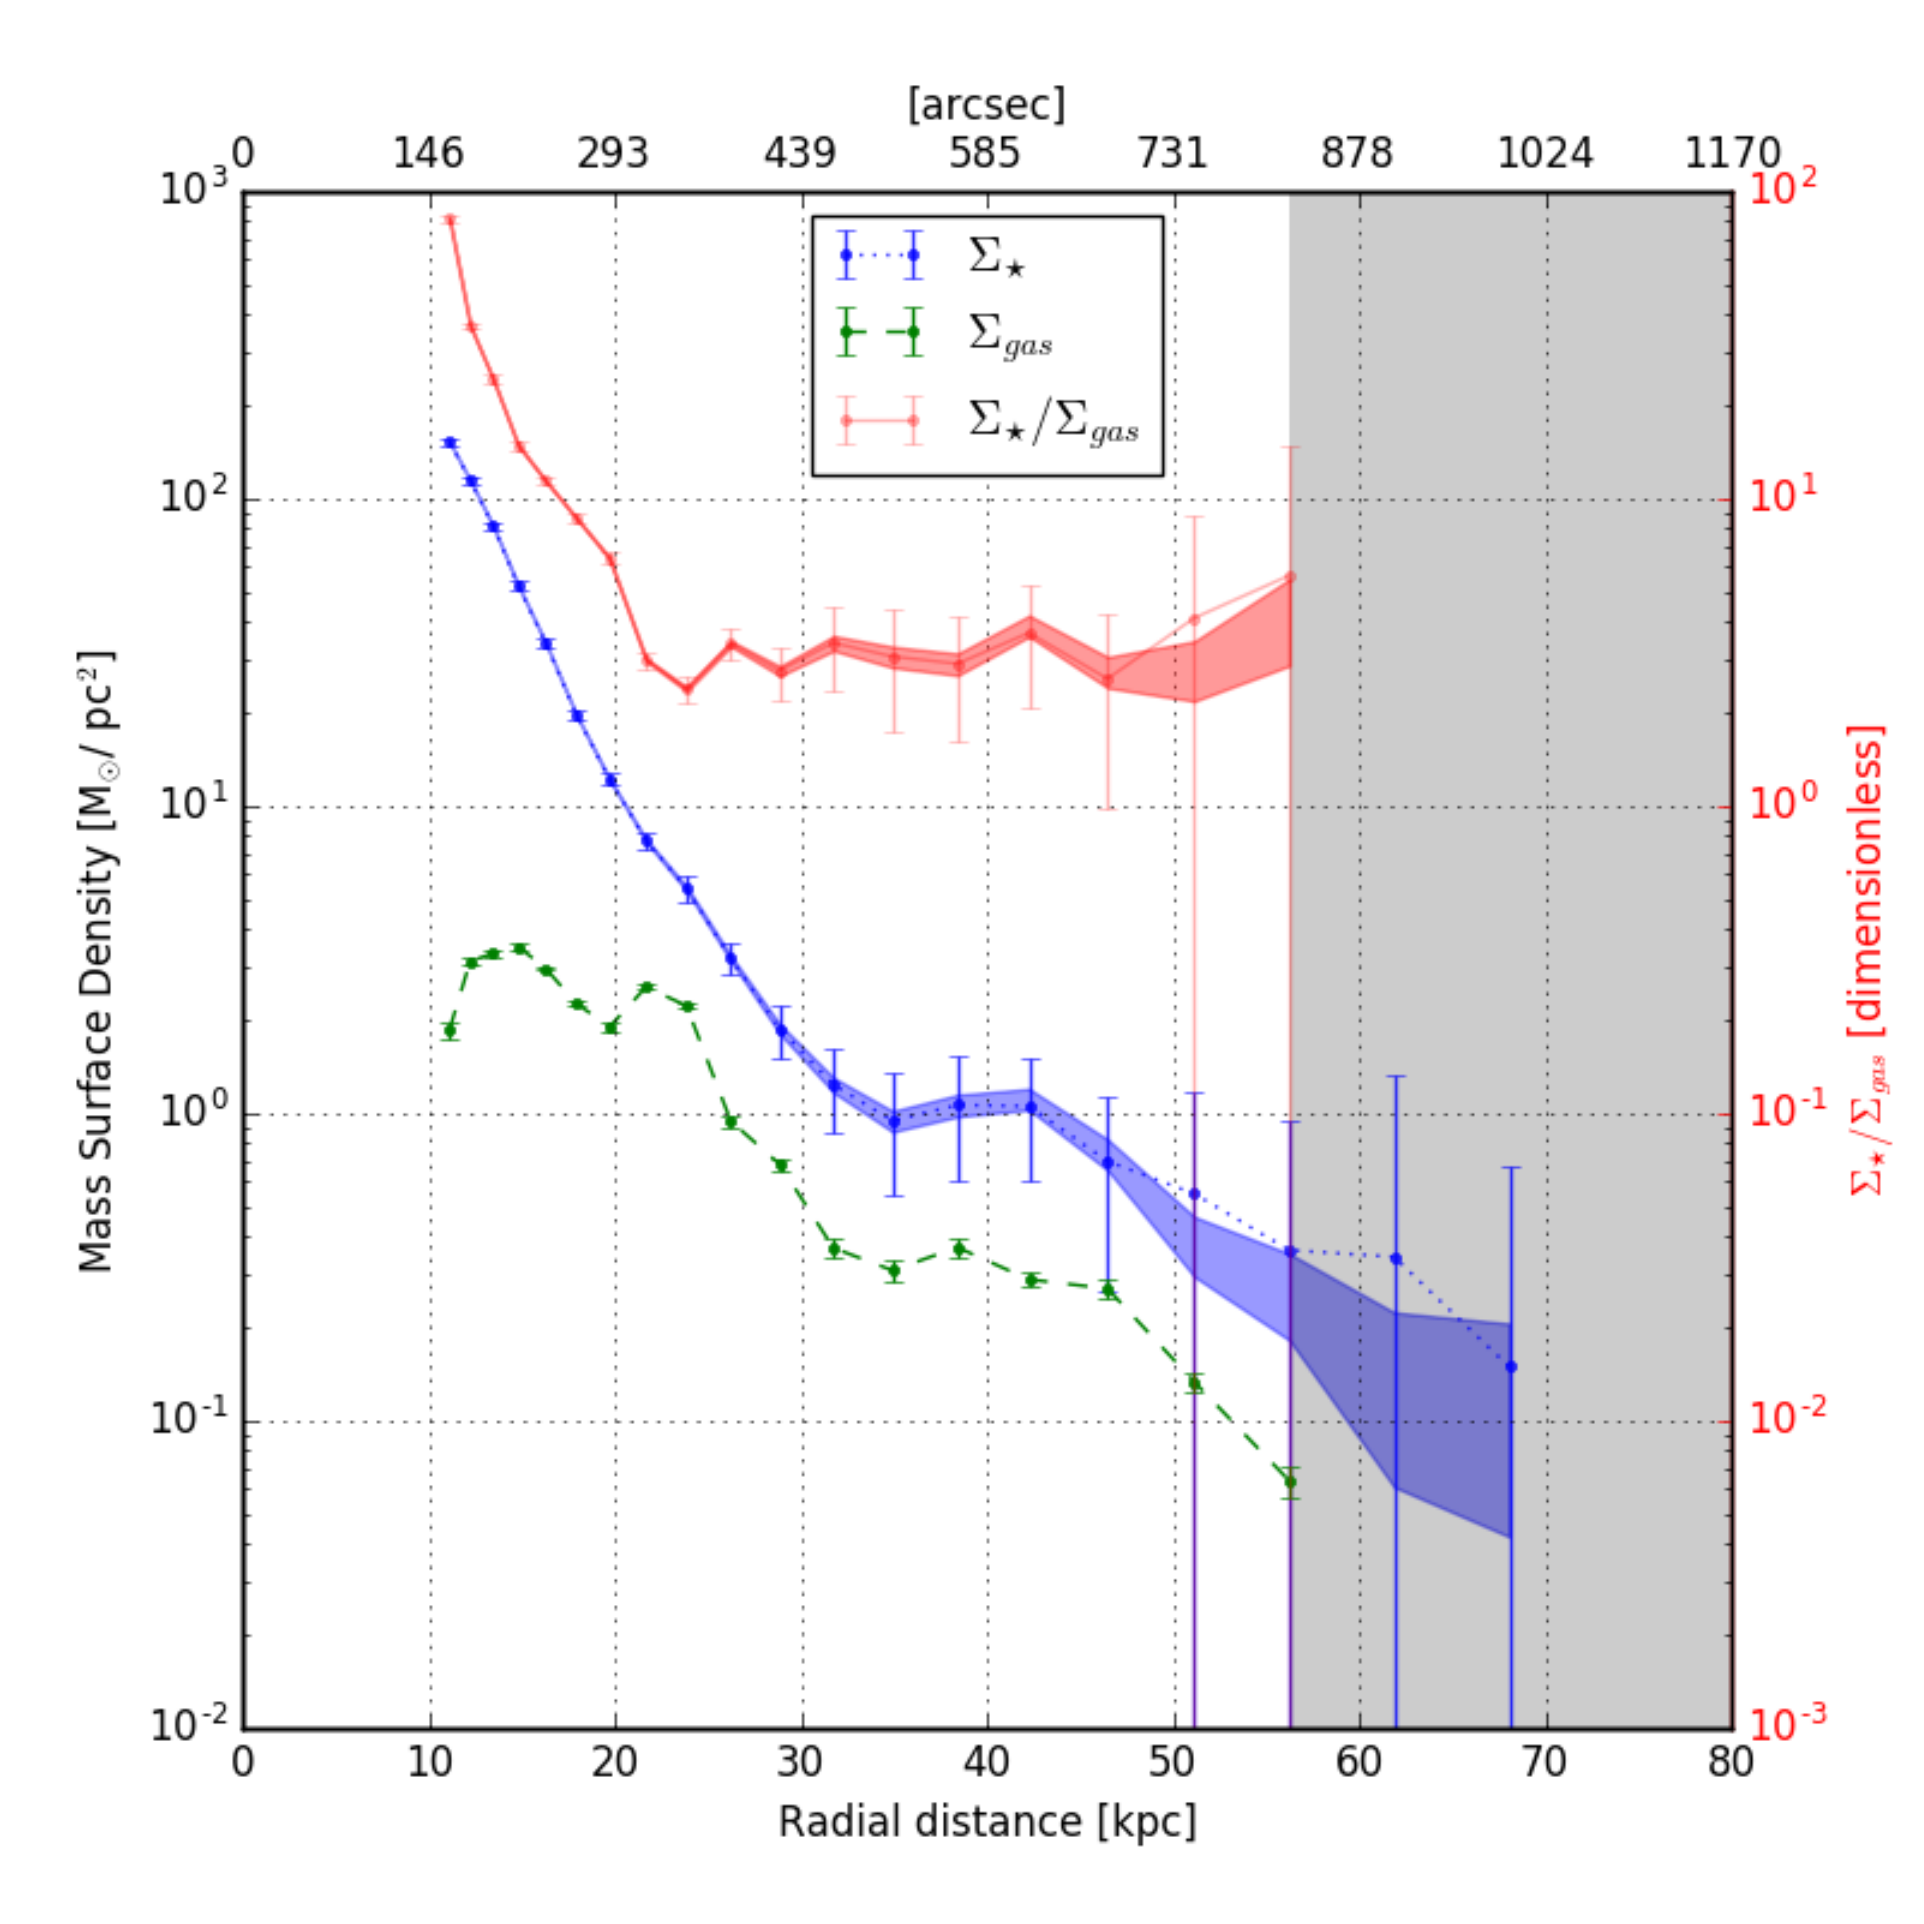 [arcsec]
0 146 293 439 585 731 878 1024 1170
10³ 10²
Σ★
Σgas
Σ★/Σgas
10² 10¹
10¹ 10⁰
10⁰ 10⁻¹
10⁻¹ 10⁻²
10⁻² 10⁻³
Mass Surface Density [M⊙/ pc²]
Σ★/Σgas [dimensionless]
0 10 20 30 40 50 60 70 80
Radial distance [kpc]